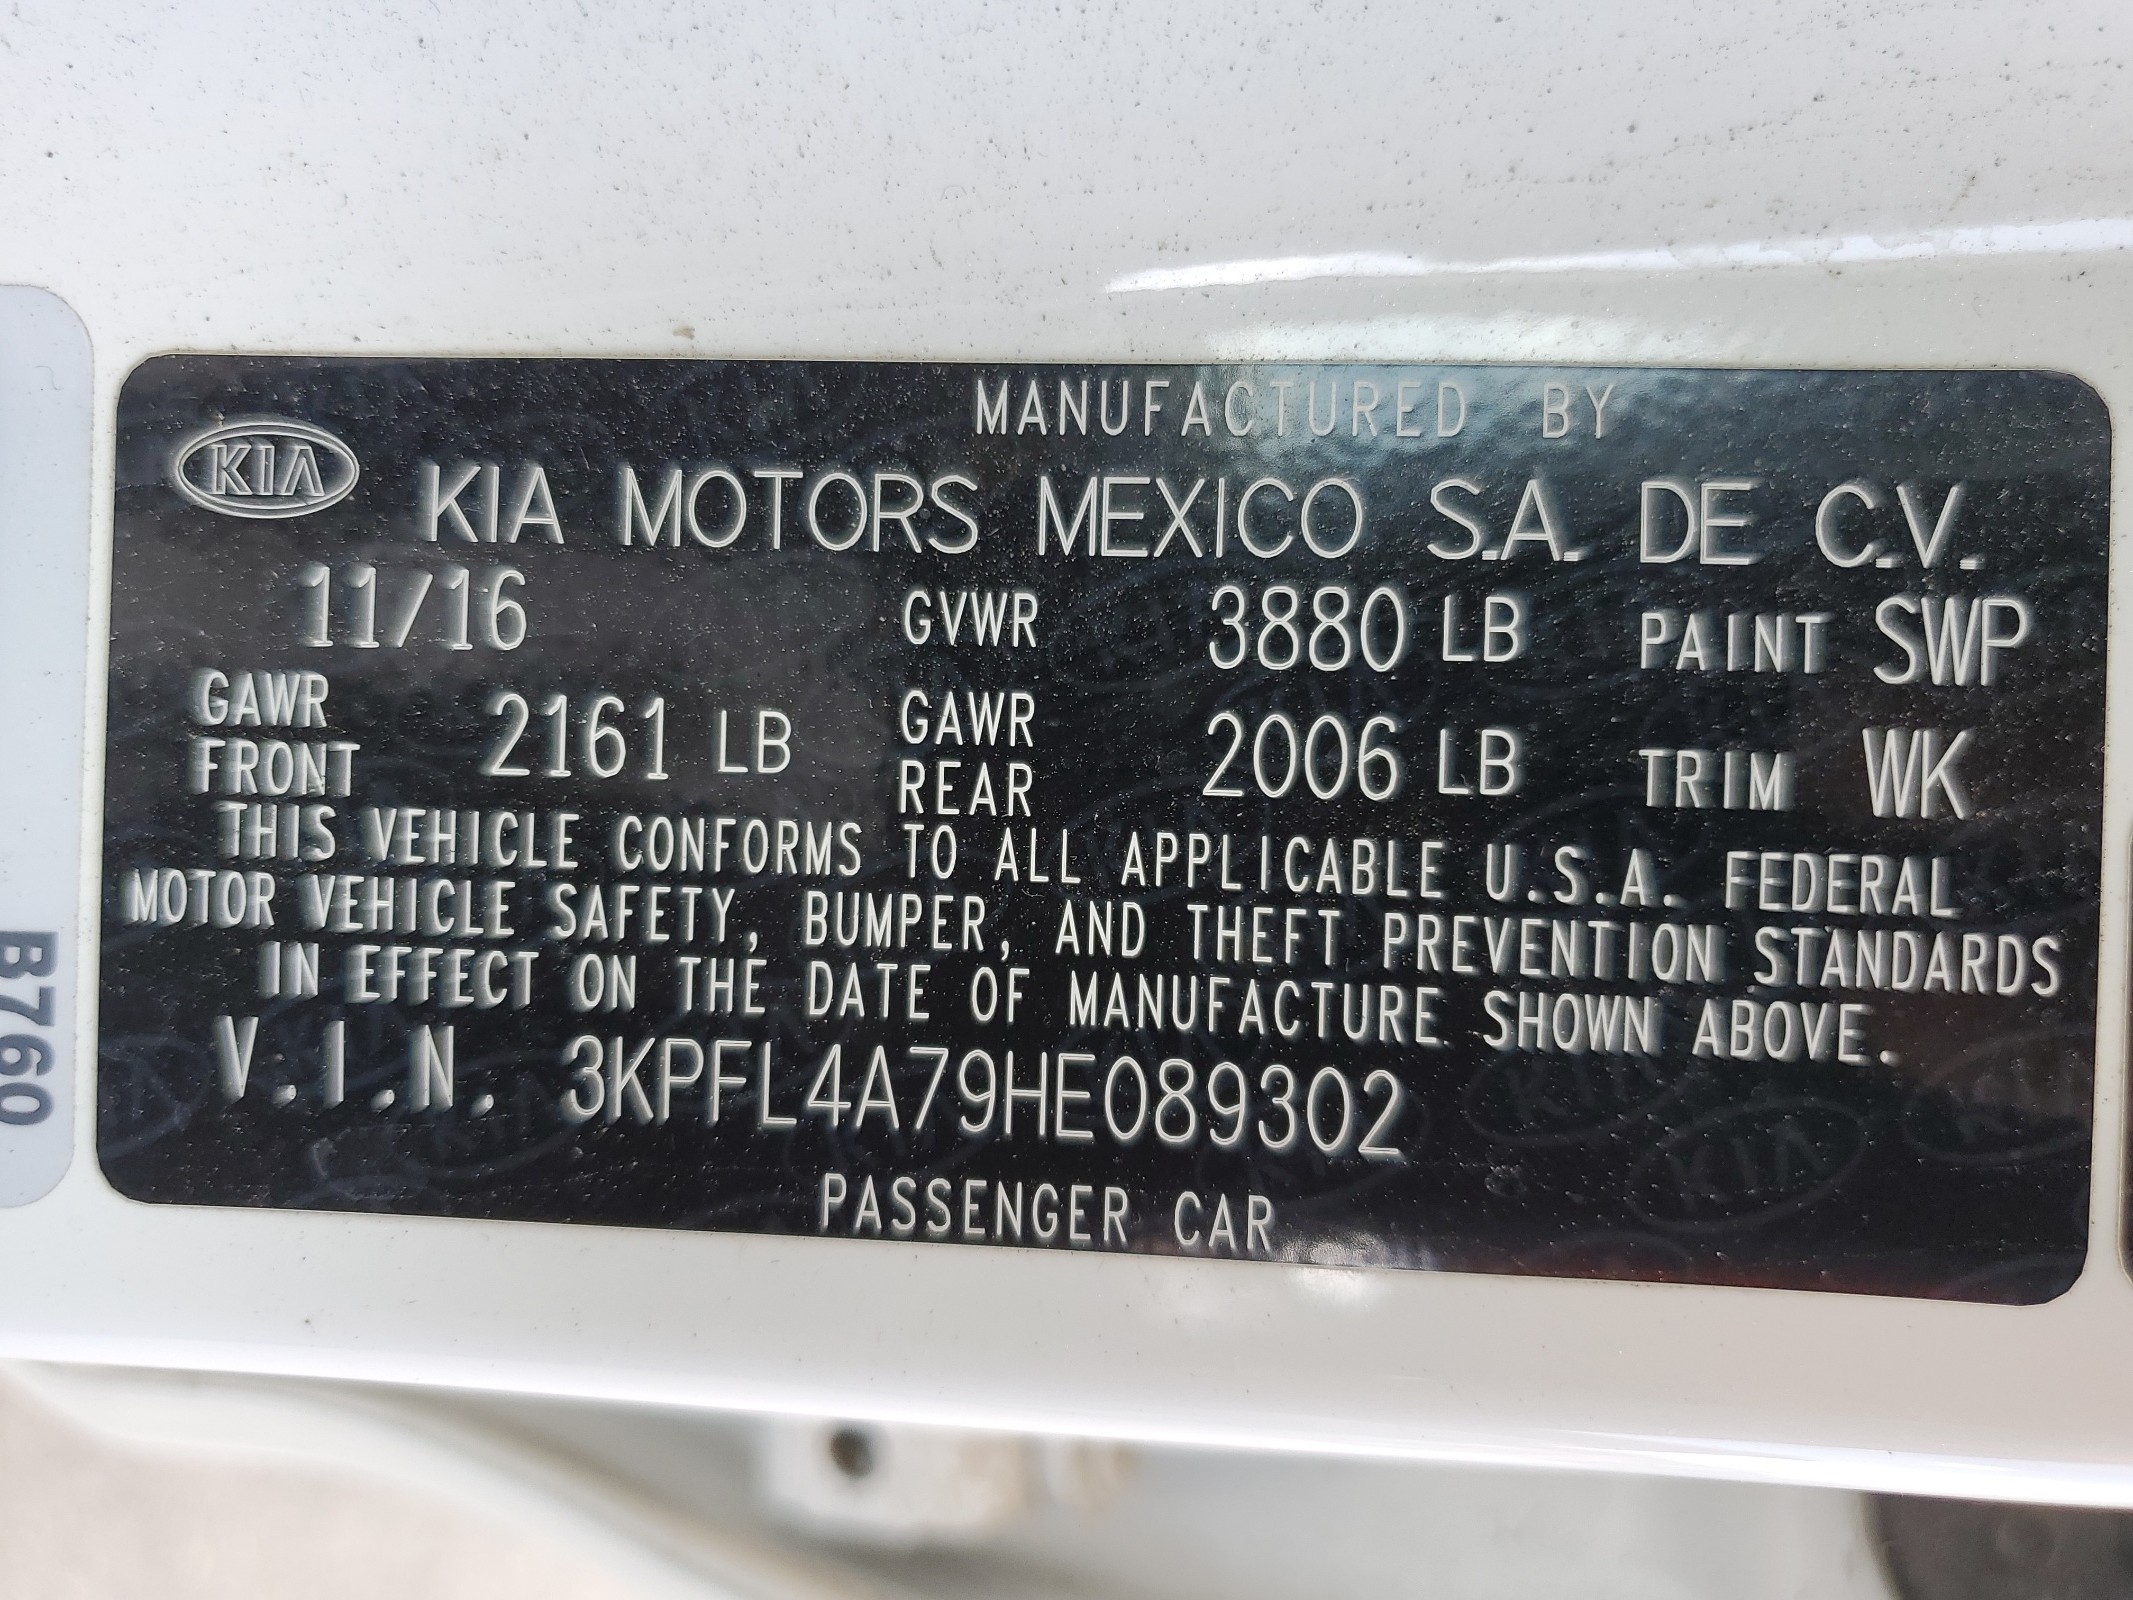 MANUFACTURED BY
KIA KIA MOTORS MEXICO S.A. DE C.V.
11/16 GVWR 3880 LB PAINT SWP
GAWR FRONT 2161 LB GAWR REAR 2006 LB TRIM WK
THIS VEHICLE CONFORMS TO ALL APPLICABLE U.S.A. FEDERAL
MOTOR VEHICLE SAFETY, BUMPER, AND THEFT PREVENTION STANDARDS
IN EFFECT ON THE DATE OF MANUFACTURE SHOWN ABOVE.
V.I.N. 3KPFL4A79HE089302
PASSENGER CAR
B760